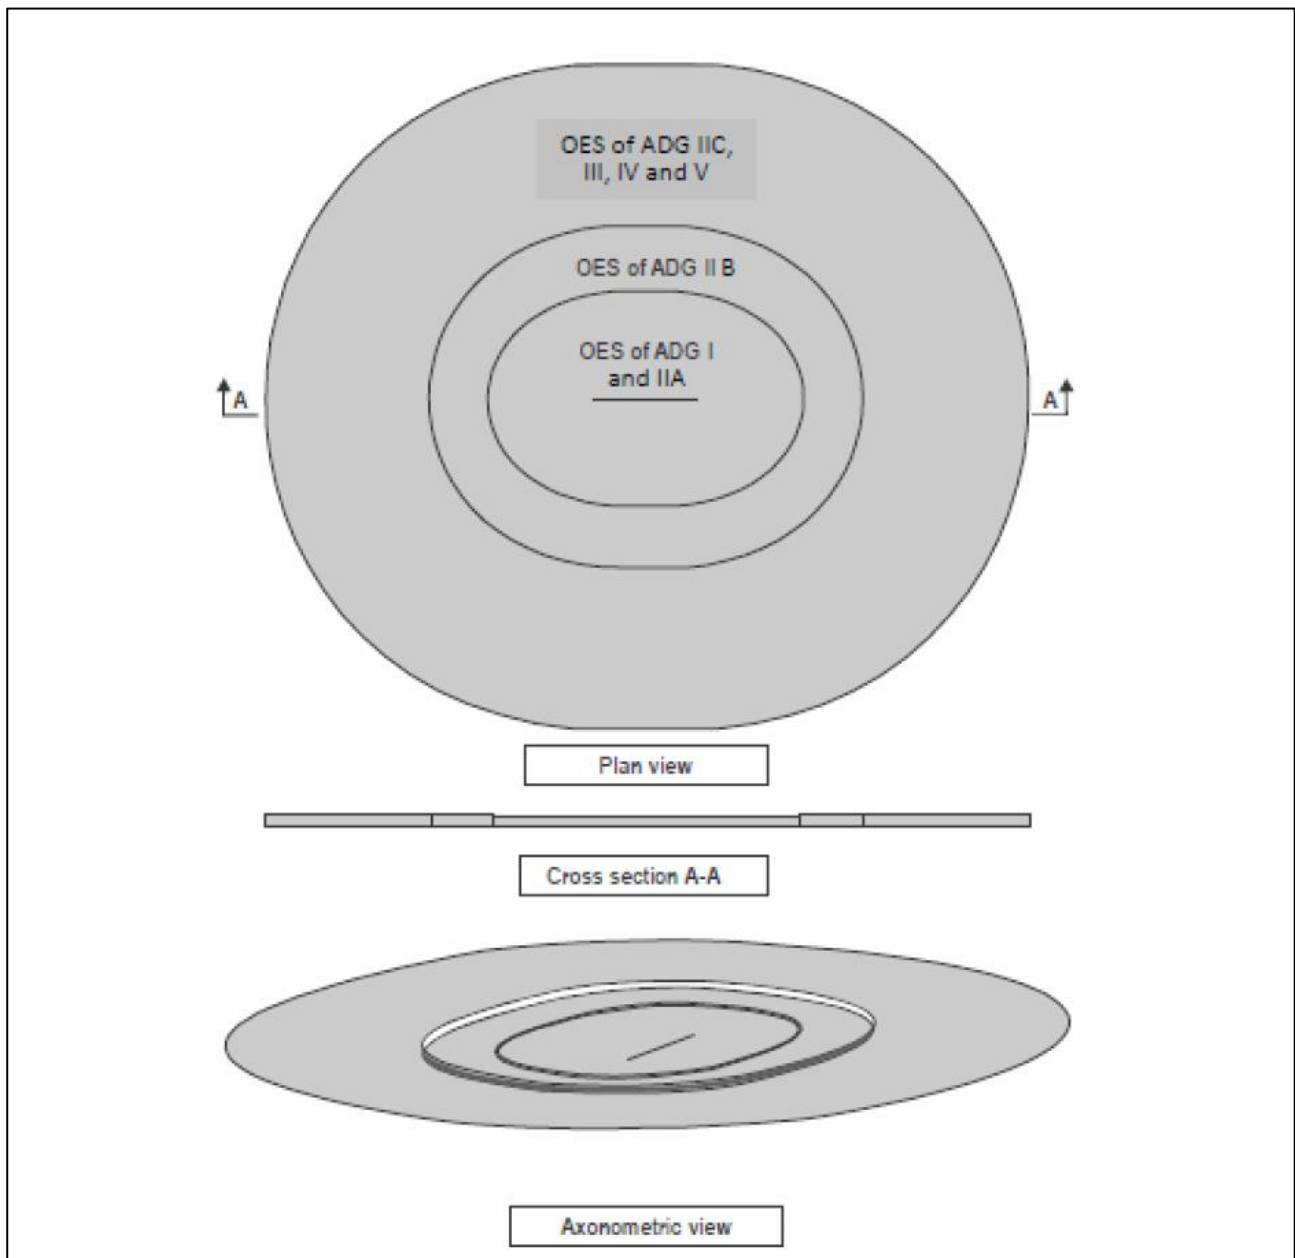 OES of ADG IIC,
III, IV and V
OES of ADG II B
OES of ADG I
and IIA
A
A
Plan view
Cross section A-A
Axonometric view